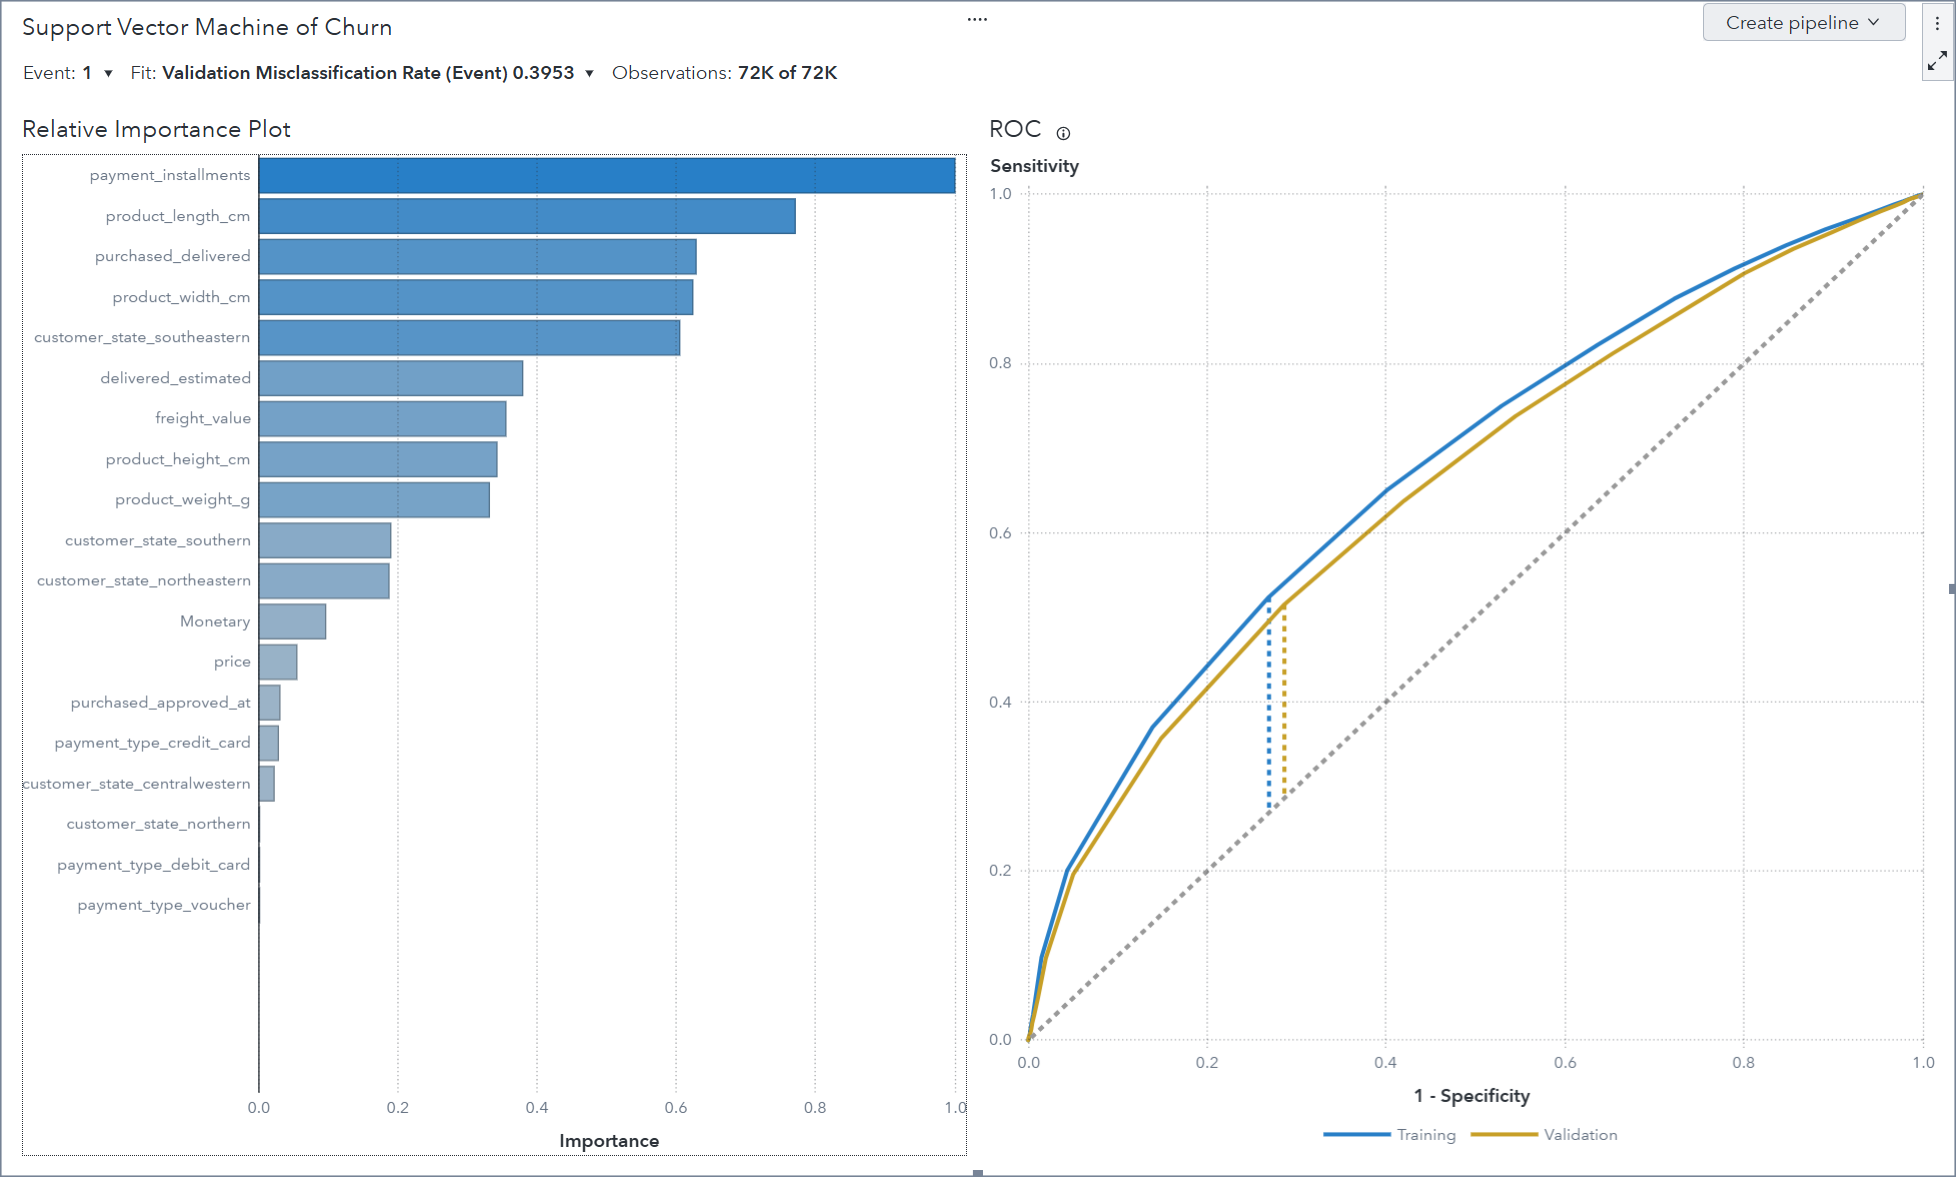 Support Vector Machine of Churn
Create pipeline
Event: 1 Fit: Validation Misclassification Rate (Event) 0.3953 Observations: 72K of 72K
Relative Importance Plot
payment_installments
product_length_cm
purchased_delivered
product_width_cm
customer_state_southeastern
delivered_estimated
freight_value
product_height_cm
product_weight_g
customer_state_southern
customer_state_northeastern
Monetary
price
purchased_approved_at
payment_type_credit_card
customer_state_centralwestern
customer_state_northern
payment_type_debit_card
payment_type_voucher
0.0 0.2 0.4 0.6 0.8 1.0
Importance
ROC
Sensitivity
1.0
0.8
0.6
0.4
0.2
0.0
0.0 0.2 0.4 0.6 0.8 1.0
1 - Specificity
Training Validation